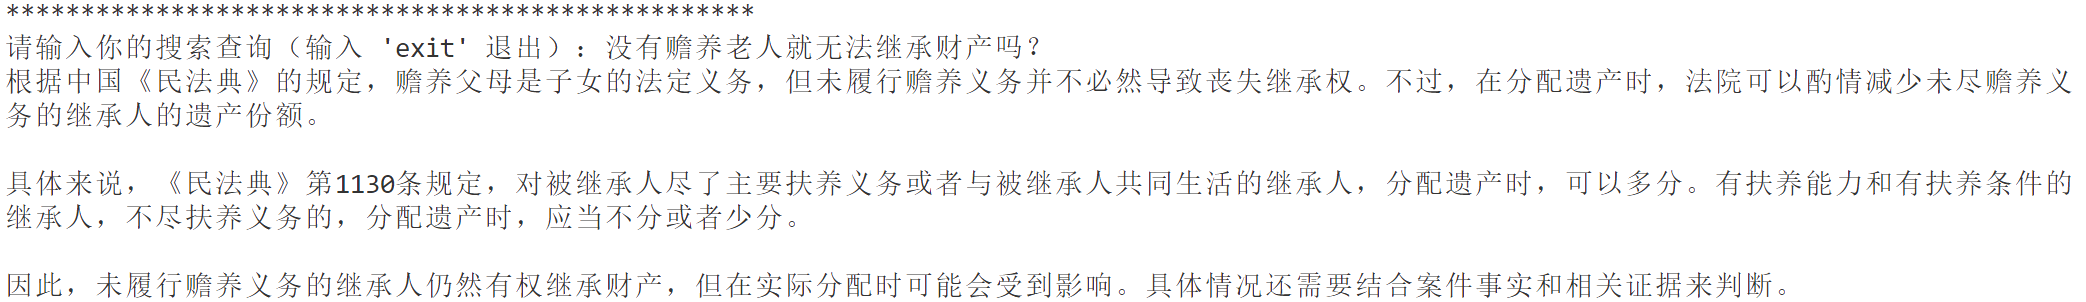 **************************************************
请输入你的搜索查询（输入 'exit' 退出）：没有赡养老人就无法继承财产吗？
根据中国《民法典》的规定，赡养父母是子女的法定义务，但未履行赡养义务并不必然导致丧失继承权。不过，在分配遗产时，法院可以酌情减少未尽赡养义
务的继承人的遗产份额。
具体来说，《民法典》第1130条规定，对被继承人尽了主要扶养义务或者与被继承人共同生活的继承人，分配遗产时，可以多分。有扶养能力和有扶养条件的
继承人，不尽扶养义务的，分配遗产时，应当不分或者少分。
因此，未履行赡养义务的继承人仍然有权继承财产，但在实际分配时可能会受到影响。具体情况还需要结合案件事实和相关证据来判断。